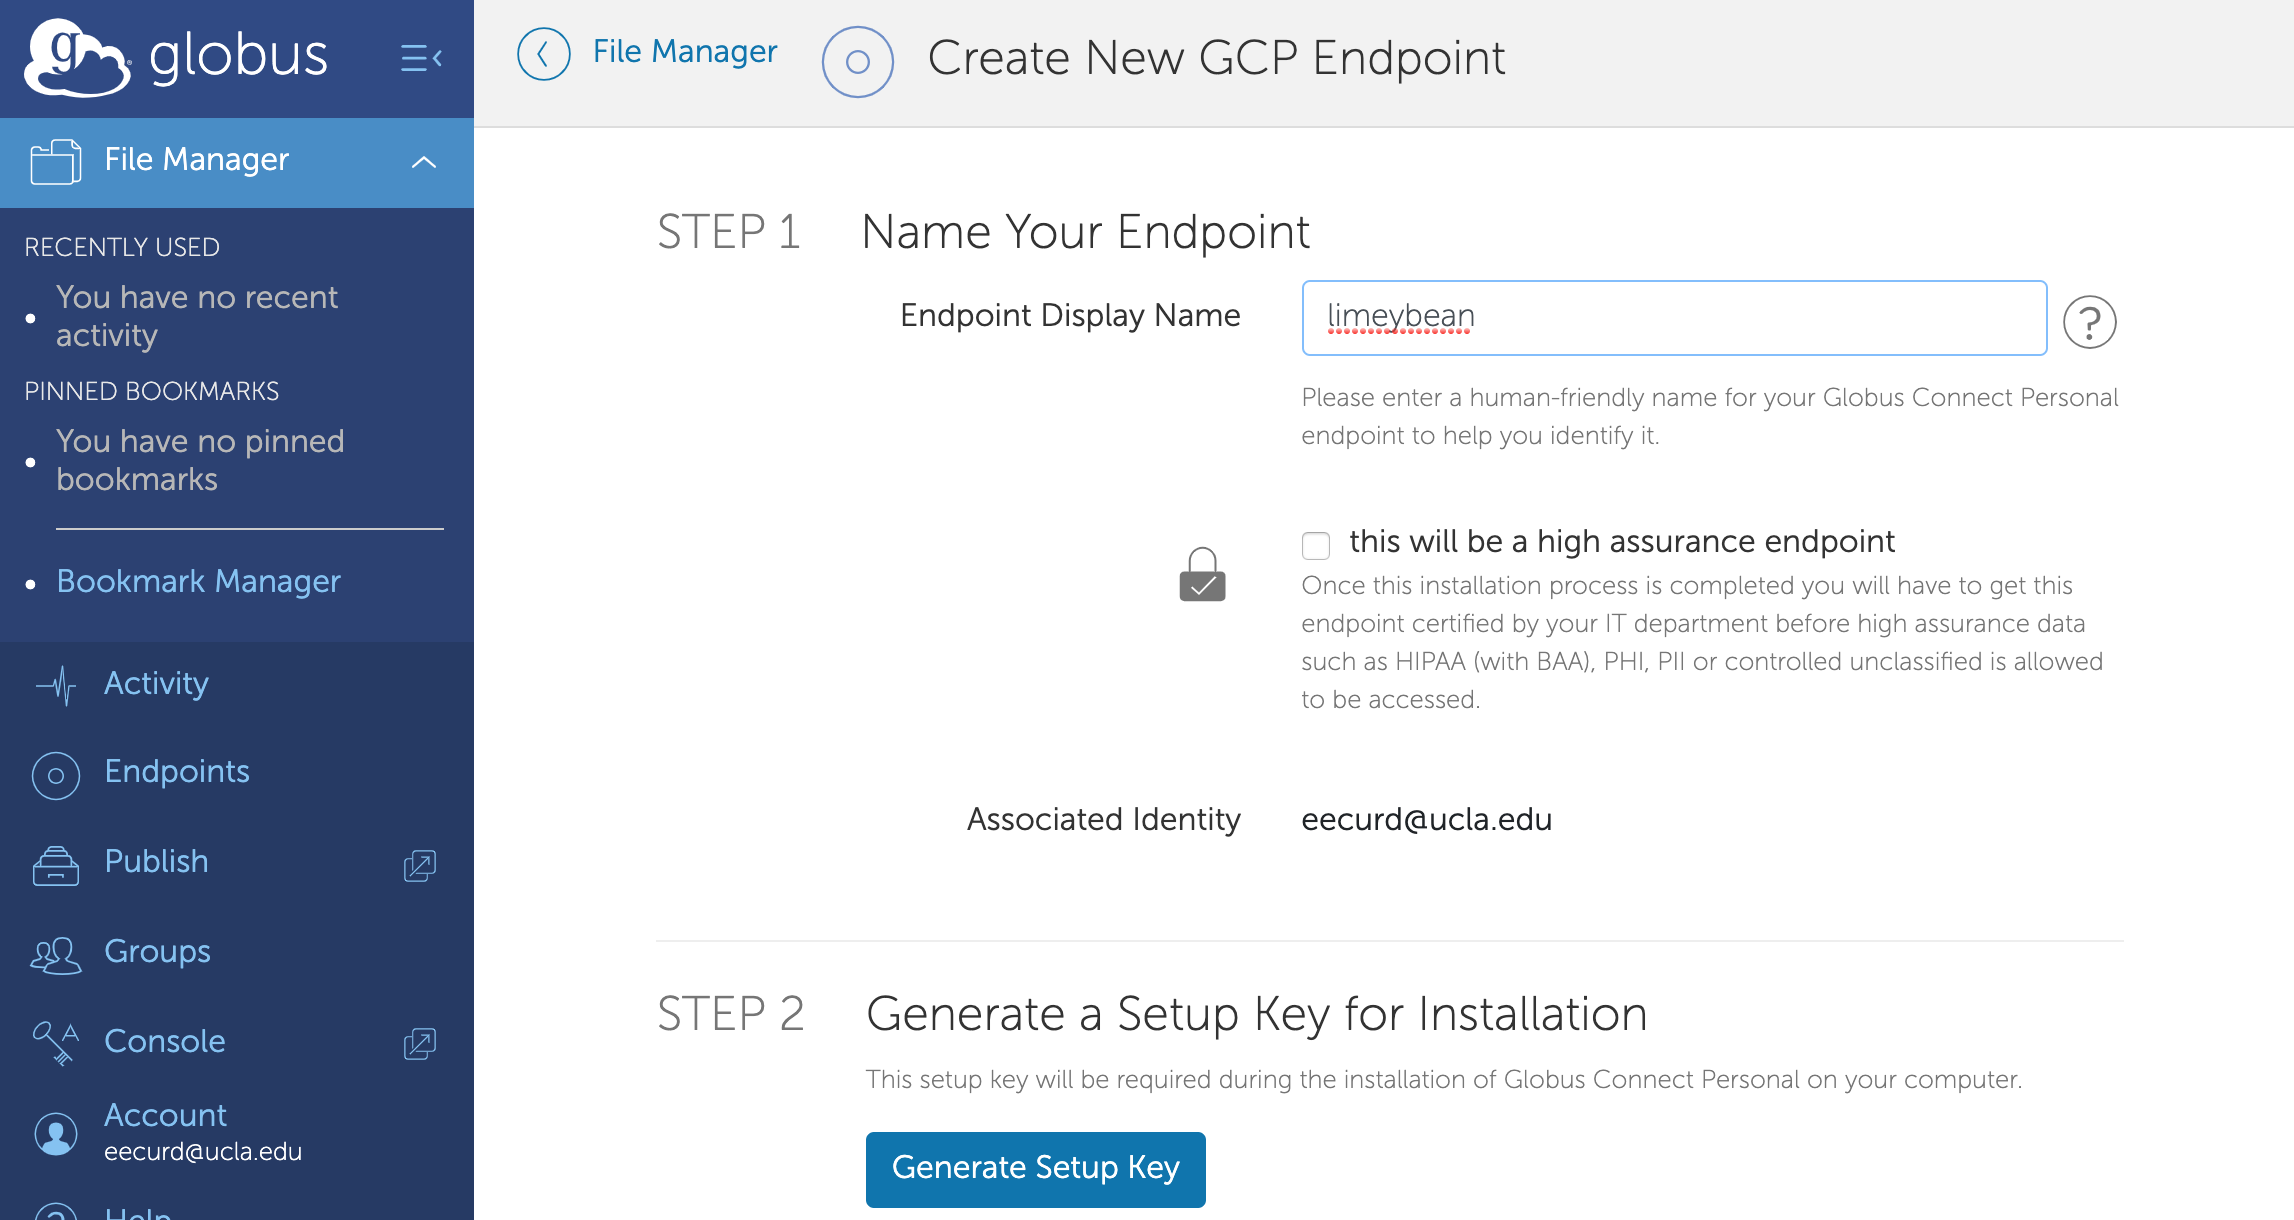 globus
File Manager
RECENTLY USED
You have no recent
activity
PINNED BOOKMARKS
You have no pinned
bookmarks
Bookmark Manager
Activity
Endpoints
Publish
Groups
Console
Account
eecurd@ucla.edu
Help
File Manager
Create New GCP Endpoint
STEP 1 Name Your Endpoint
Endpoint Display Name limeybean ?
Please enter a human-friendly name for your Globus Connect Personal
endpoint to help you identify it.
this will be a high assurance endpoint
Once this installation process is completed you will have to get this
endpoint certified by your IT department before high assurance data
such as HIPAA (with BAA), PHI, PII or controlled unclassified is allowed
to be accessed.
Associated Identity eecurd@ucla.edu
STEP 2 Generate a Setup Key for Installation
This setup key will be required during the installation of Globus Connect Personal on your computer.
Generate Setup Key